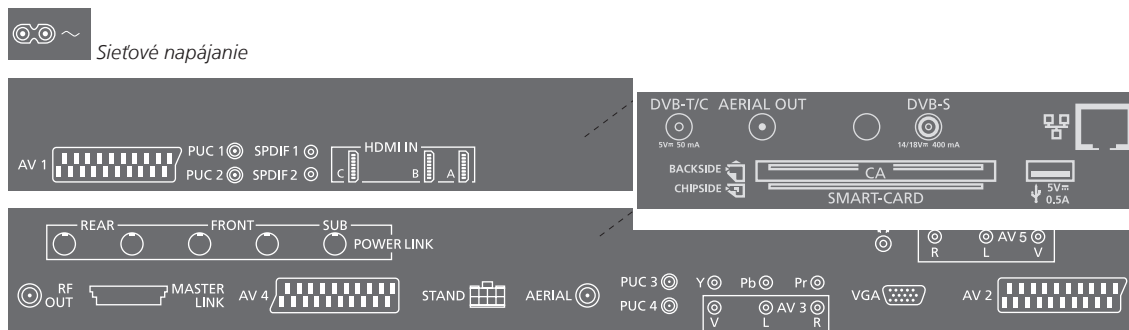 Sieťové napájanie
AV 1
PUC 1 SPDIF 1
PUC 2 SPDIF 2
HDMI IN
C B A
DVB-T/C AERIAL OUT DVB-S
5V⎓ 50 mA 14/18V⎓ 400 mA
BACKSIDE
CA
CHIPSIDE
SMART-CARD
5V⎓
0.5A
REAR FRONT SUB
POWER LINK
R L AV 5 V
RF
OUT
MASTER
LINK
AV 4
STAND
AERIAL
PUC 3
PUC 4
Y Pb Pr
AV 3
V L R
VGA
AV 2